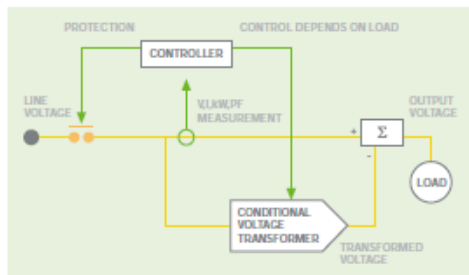 PROTECTION
CONTROL DEPENDS ON LOAD
CONTROLLER
LINE
VOLTAGE
V,I,kW,PF
MEASUREMENT
OUTPUT
VOLTAGE
+
Σ
-
LOAD
CONDITIONAL
VOLTAGE
TRANSFORMER
TRANSFORMED
VOLTAGE